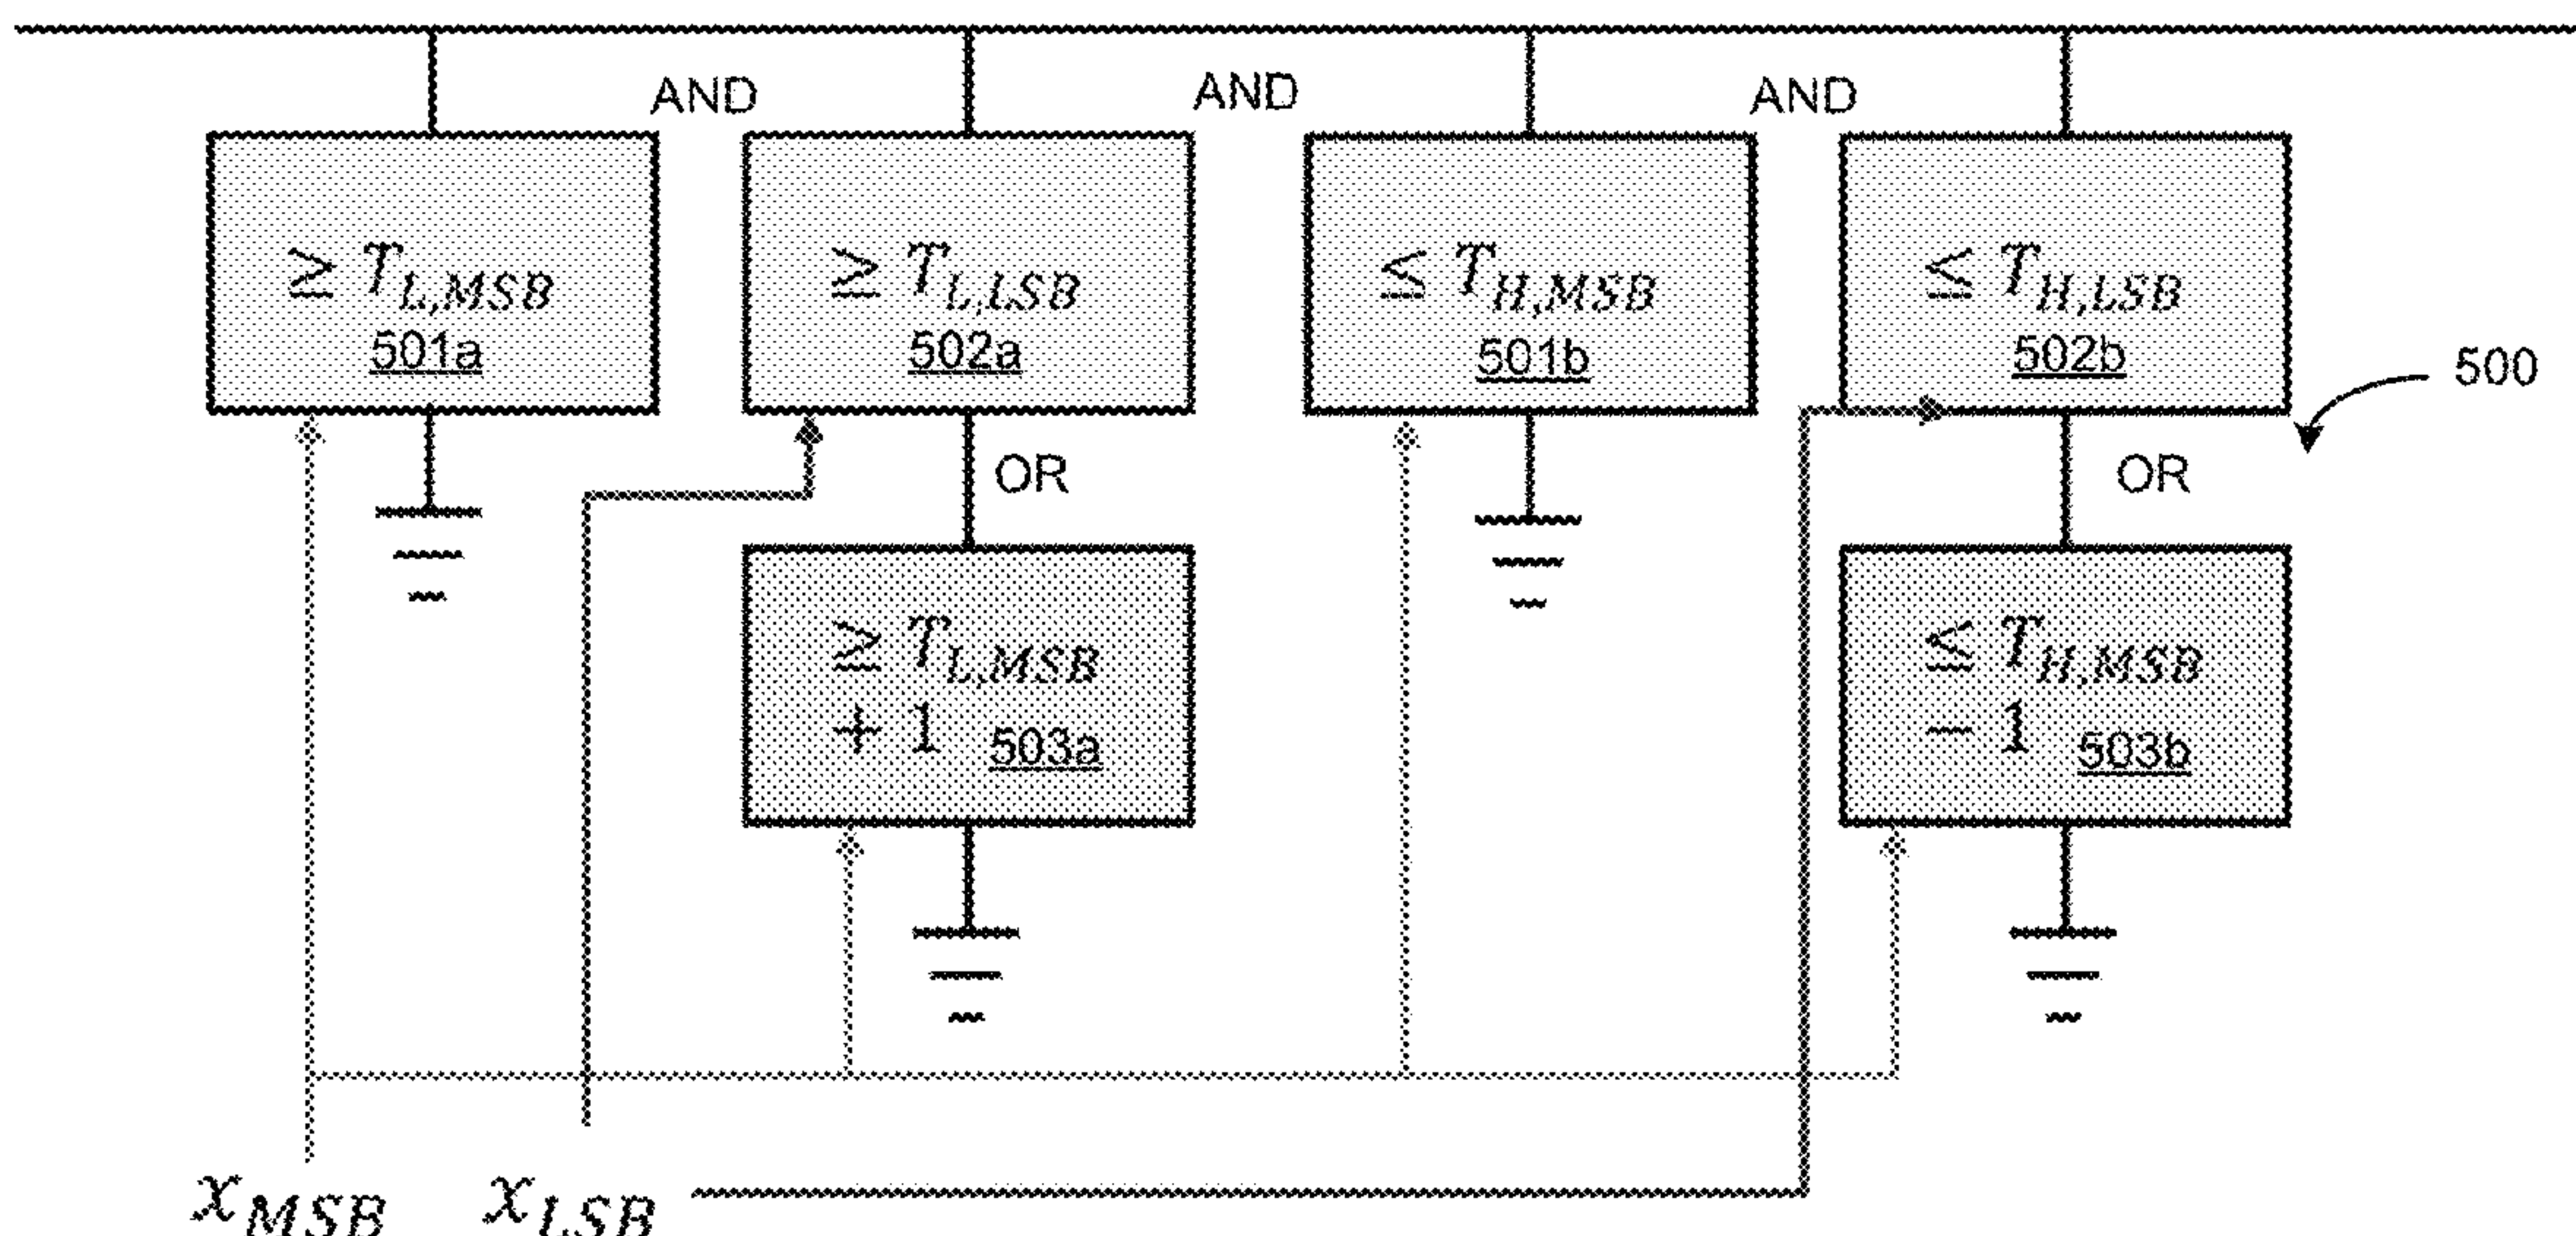 AND AND AND
≥ T_{L,MSB}
501a
≥ T_{L,LSB}
502a
≤ T_{H,MSB}
501b
≤ T_{H,LSB}
502b
500
OR
OR
≥ T_{L,MSB}
+ 1 503a
≤ T_{H,MSB}
− 1 503b
x_{MSB} x_{LSB}